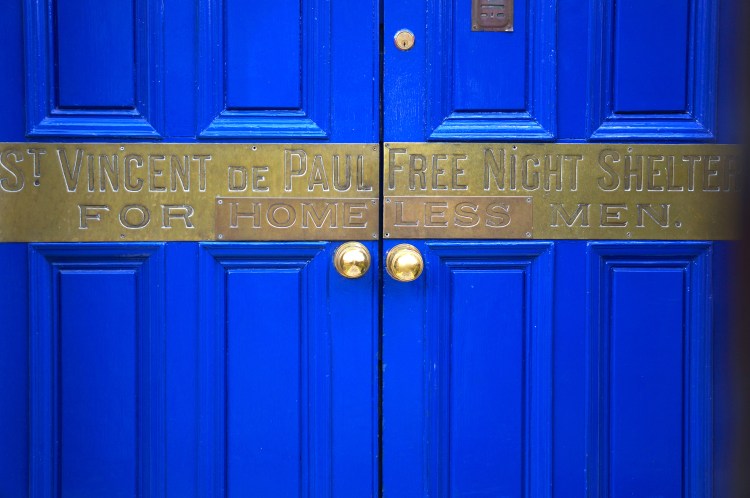 ST VINCENT DE PAUL FREE NIGHT SHELTER
FOR HOMELESS MEN.